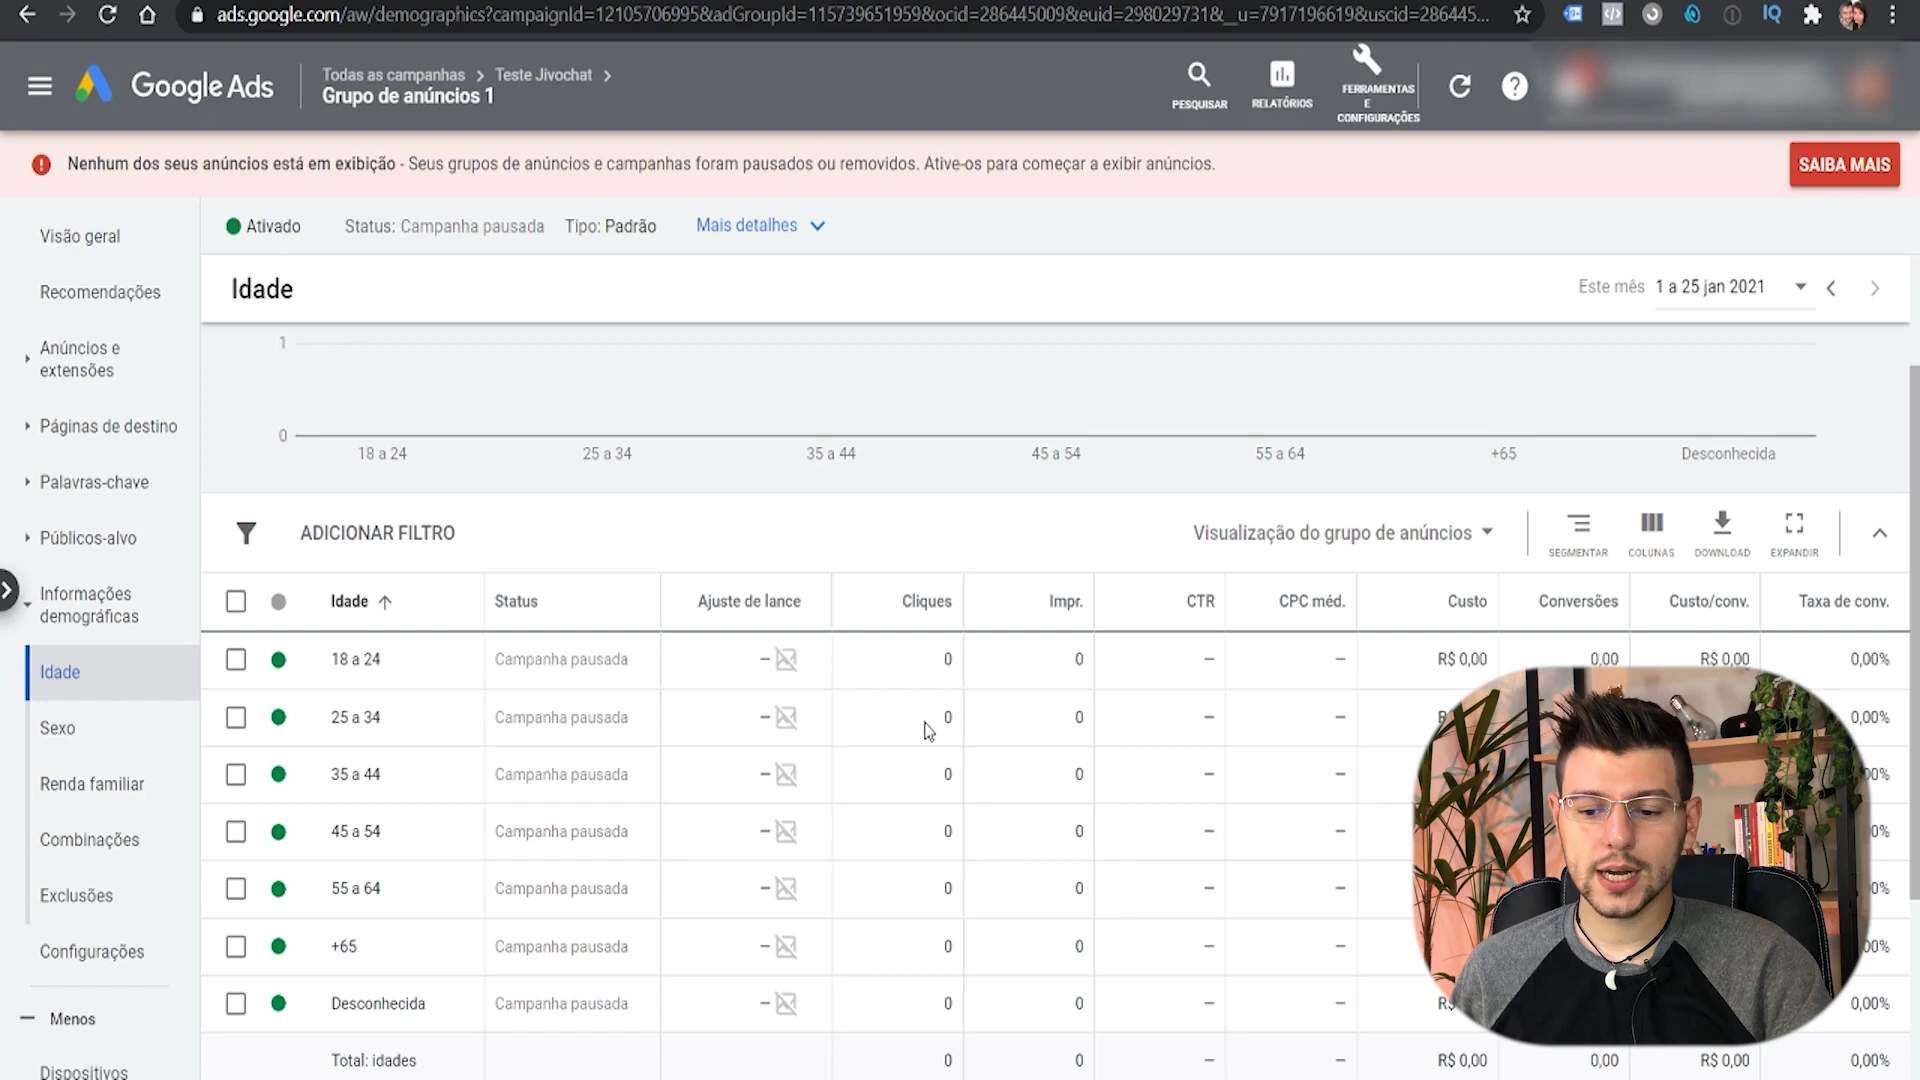 ads.google.com/aw/demographics?campaignId=12105706995&adGroupId=115739651959&ocid=286445009&euid=298029731&__u=7917196619&uscid=286445...
Google Ads
Todas as campanhas > Teste Jivochat >
Grupo de anúncios 1
PESQUISAR
RELATÓRIOS
FERRAMENTAS
E
CONFIGURAÇÕES
Nenhum dos seus anúncios está em exibição - Seus grupos de anúncios e campanhas foram pausados ou removidos. Ative-os para começar a exibir anúncios.
SAIBA MAIS
Visão geral
Recomendações
Anúncios e
extensões
Páginas de destino
Palavras-chave
Públicos-alvo
Informações
demográficas
Idade
Sexo
Renda familiar
Combinações
Exclusões
Configurações
Menos
Dispositivos
Ativado Status: Campanha pausada Tipo: Padrão Mais detalhes
Idade
Este mês 1 a 25 jan 2021
1
0
18 a 24 25 a 34 35 a 44 45 a 54 55 a 64 +65 Desconhecida
ADICIONAR FILTRO
Visualização do grupo de anúncios
SEGMENTAR
COLUNAS
DOWNLOAD
EXPANDIR
Idade Status Ajuste de lance Cliques Impr. CTR CPC méd. Custo Conversões Custo/conv. Taxa de conv.
18 a 24 Campanha pausada – 0 0 – – R$ 0,00 0,00 R$ 0,00 0,00%
25 a 34 Campanha pausada – 0 0 – – 0,00%
35 a 44 Campanha pausada – 0 0 – –
45 a 54 Campanha pausada – 0 0 – –
55 a 64 Campanha pausada – 0 0 – –
+65 Campanha pausada – 0 0 – –
Desconhecida Campanha pausada – 0 0 – – 0,00%
Total: idades 0 0 – – R$ 0,00 0,00 R$ 0,00 0,00%